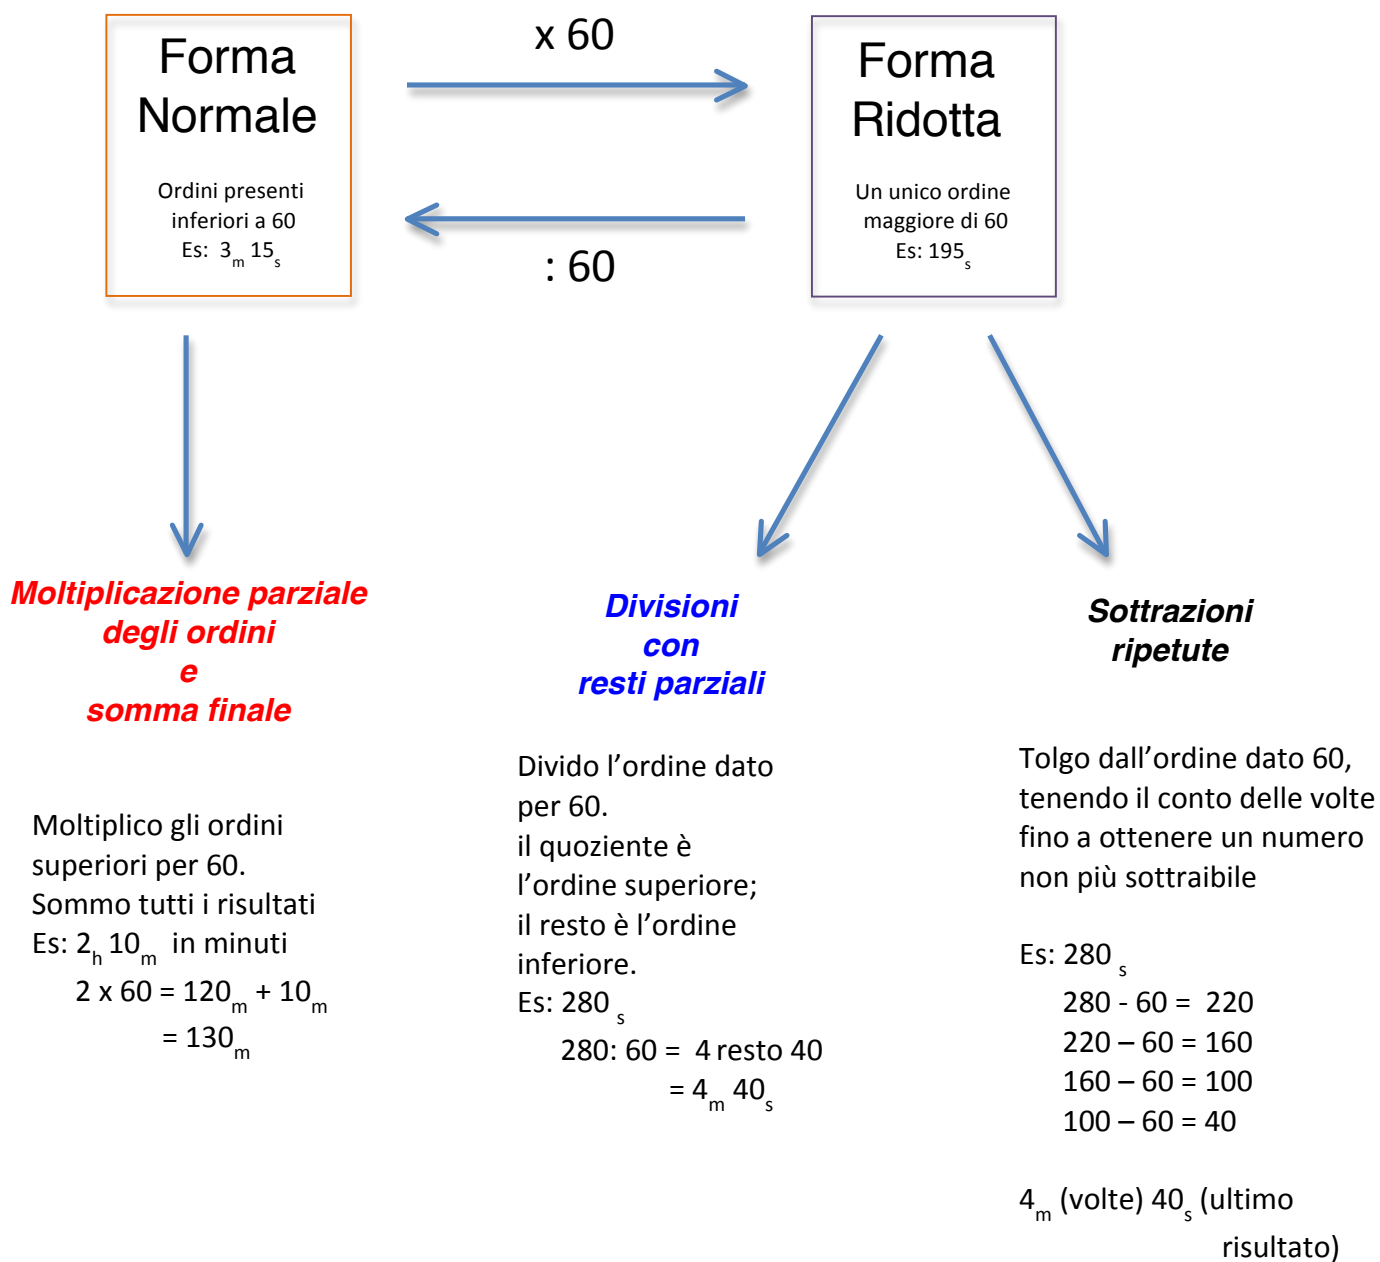 Forma
Normale
Ordini presenti
inferiori a 60
Es: 3m 15s
x 60
: 60
Forma
Ridotta
Un unico ordine
maggiore di 60
Es: 195s
Moltiplicazione parziale
degli ordini
e
somma finale
Moltiplico gli ordini
superiori per 60.
Sommo tutti i risultati
Es: 2h 10m in minuti
2 x 60 = 120m + 10m
= 130m
Divisioni
con
resti parziali
Divido l’ordine dato
per 60.
il quoziente è
l’ordine superiore;
il resto è l’ordine
inferiore.
Es: 280 s
280: 60 = 4 resto 40
= 4m 40s
Sottrazioni
ripetute
Tolgo dall’ordine dato 60,
tenendo il conto delle volte
fino a ottenere un numero
non più sottraibile
Es: 280 s
280 - 60 = 220
220 – 60 = 160
160 – 60 = 100
100 – 60 = 40
4m (volte) 40s (ultimo
risultato)